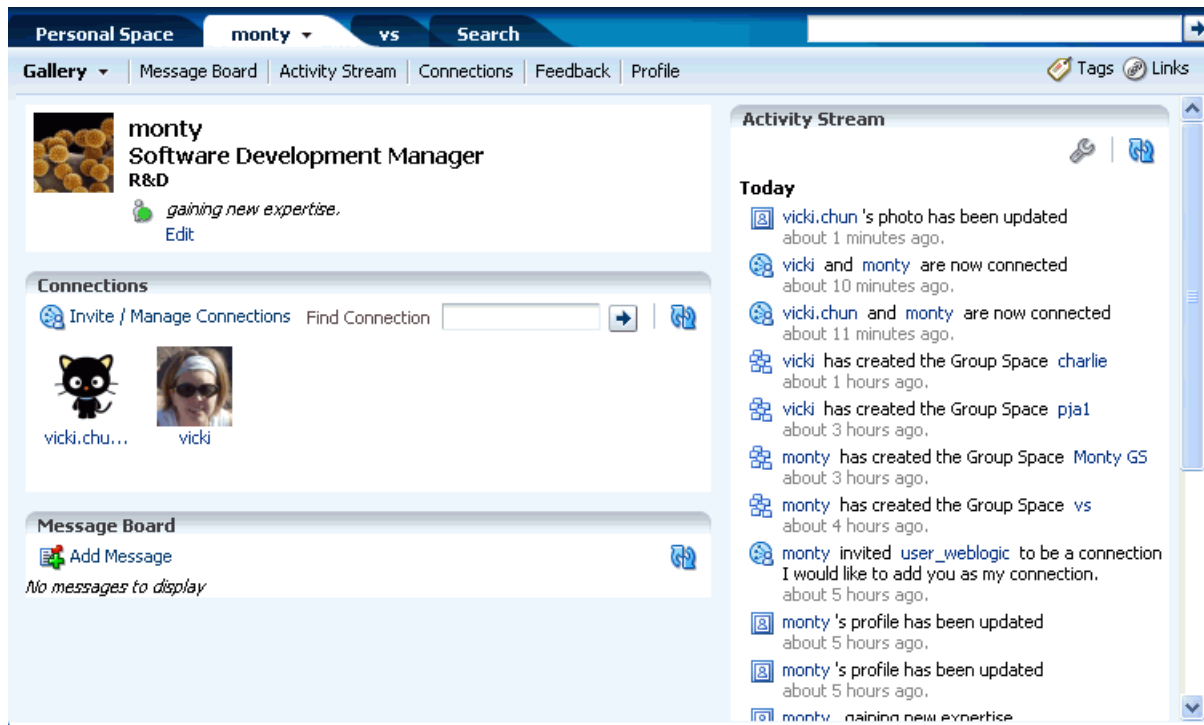 Personal Space monty vs Search
Gallery Message Board Activity Stream Connections Feedback Profile Tags Links
monty
Software Development Manager
R&D
gaining new expertise.
Edit
Connections
Invite / Manage Connections Find Connection
vicki.chu... vicki
Message Board
Add Message
No messages to display
Activity Stream
Today
vicki.chun 's photo has been updated
about 1 minutes ago.
vicki and monty are now connected
about 10 minutes ago.
vicki.chun and monty are now connected
about 11 minutes ago.
vicki has created the Group Space charlie
about 1 hours ago.
vicki has created the Group Space pja1
about 3 hours ago.
monty has created the Group Space Monty GS
about 3 hours ago.
monty has created the Group Space vs
about 4 hours ago.
monty invited user_weblogic to be a connection
I would like to add you as my connection.
about 5 hours ago.
monty 's profile has been updated
about 5 hours ago.
monty 's profile has been updated
about 5 hours ago.
monty gaining new expertise